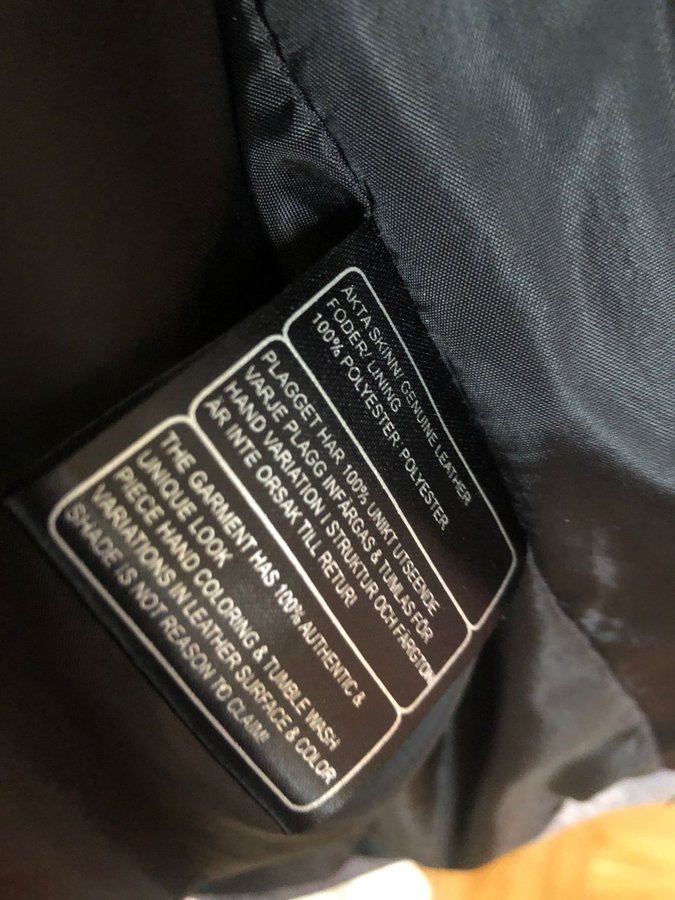 ÄKTA SKINN/ GENUINE LEATHER
FODER/ LINING
100% POLYESTER. POLYESTER
PLAGGET HAIR 100% UNIKT UTSEENDE
VARJE PLAGG INFÄRGAS & TUMLAS FÖR
HAND VARIATION I STRUKTUR OCH FÄRGTON
ÄR INTE ORSAK TILL RETUR!
THE GARMENT HAS 100% AUTHENTIC &
UNIQUE LOOK
PIECE HAND COLORING & TUMBLE WASH
VARIATIONS IN LEATHER SURFACE & COLOR
SHADE IS NOT REASON TO CLAIM!